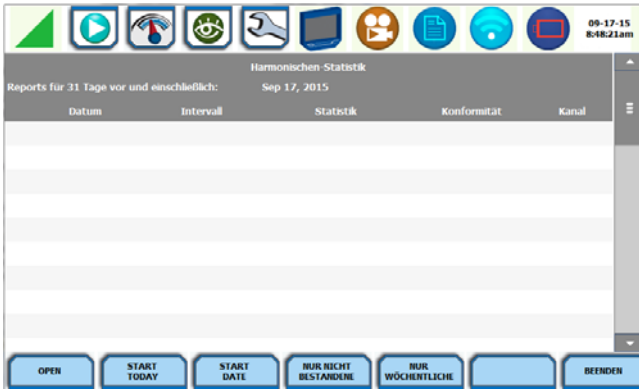 09-17-15
8:48:21am
Harmonischen-Statistik
Reports für 31 Tage vor und einschließlich: Sep 17, 2015
Datum Intervall Statistik Konformität Kanal
OPEN
START
TODAY
START
DATE
NUR NICHT
BESTANDENE
NUR
WÖCHENTLICHE
BEENDEN